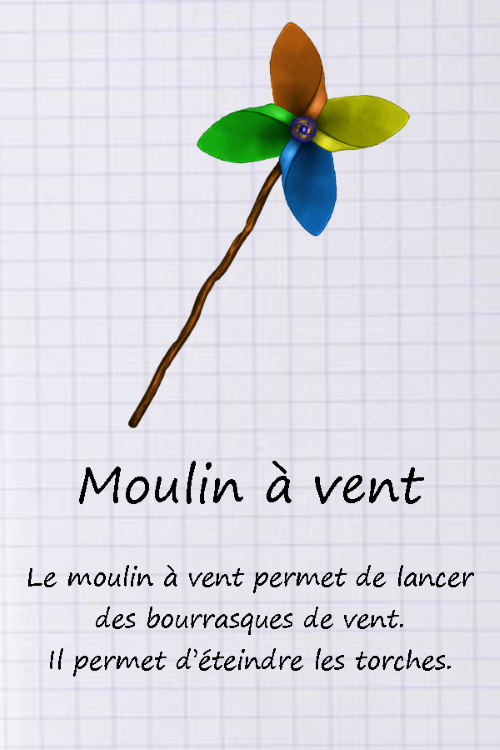 Moulin à vent
Le moulin à vent permet de lancer
des bourrasques de vent.
Il permet d'éteindre les torches.